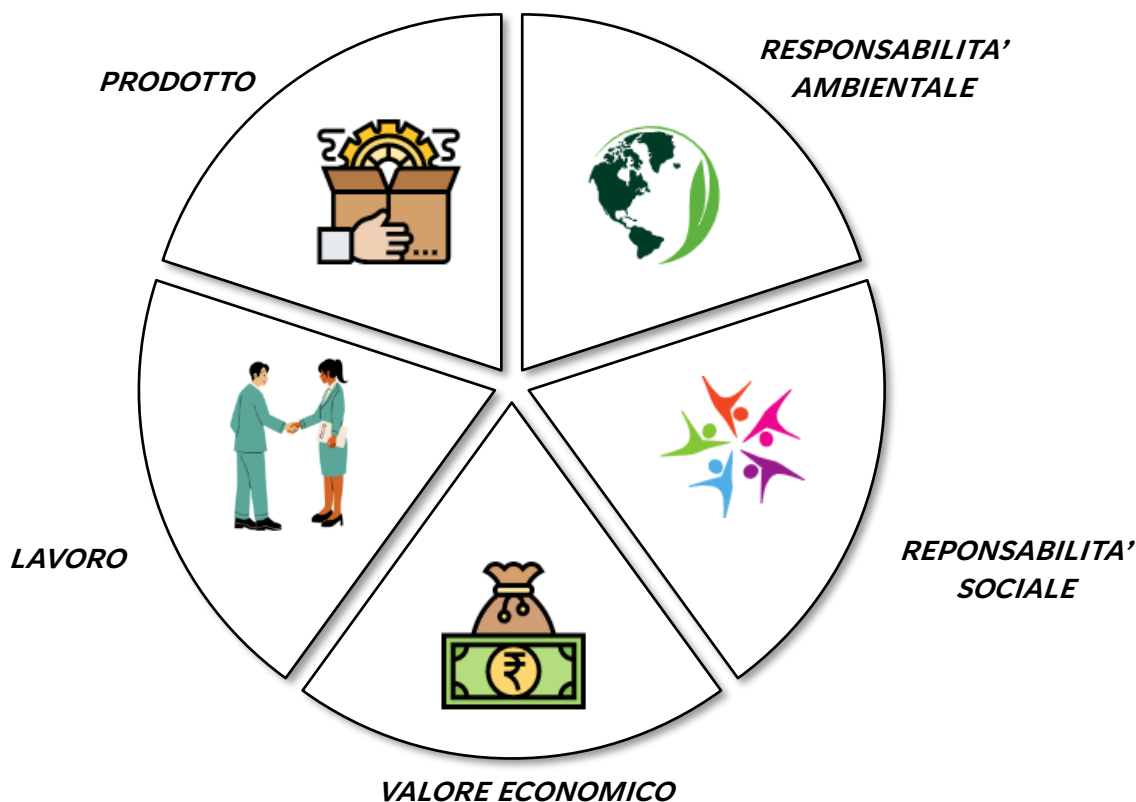 PRODOTTO
RESPONSABILITA'
AMBIENTALE
LAVORO
REPONSABILITA'
SOCIALE
₹
VALORE ECONOMICO